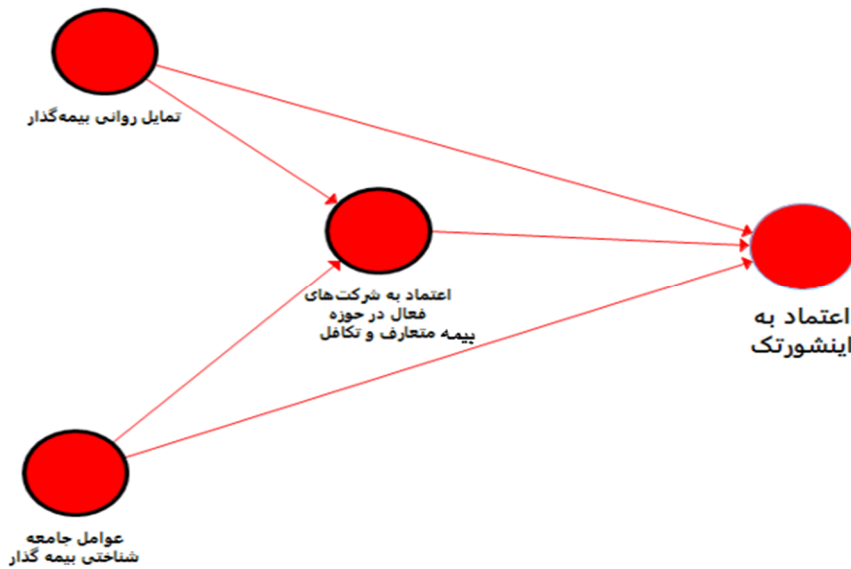 تمایل روانی بیمه‌گذار
اعتماد به شرکت‌های
فعال در حوزه
بیمه متعارف و تکافل
اعتماد به
اینشورتک
عوامل جامعه
شناختی بیمه گذار